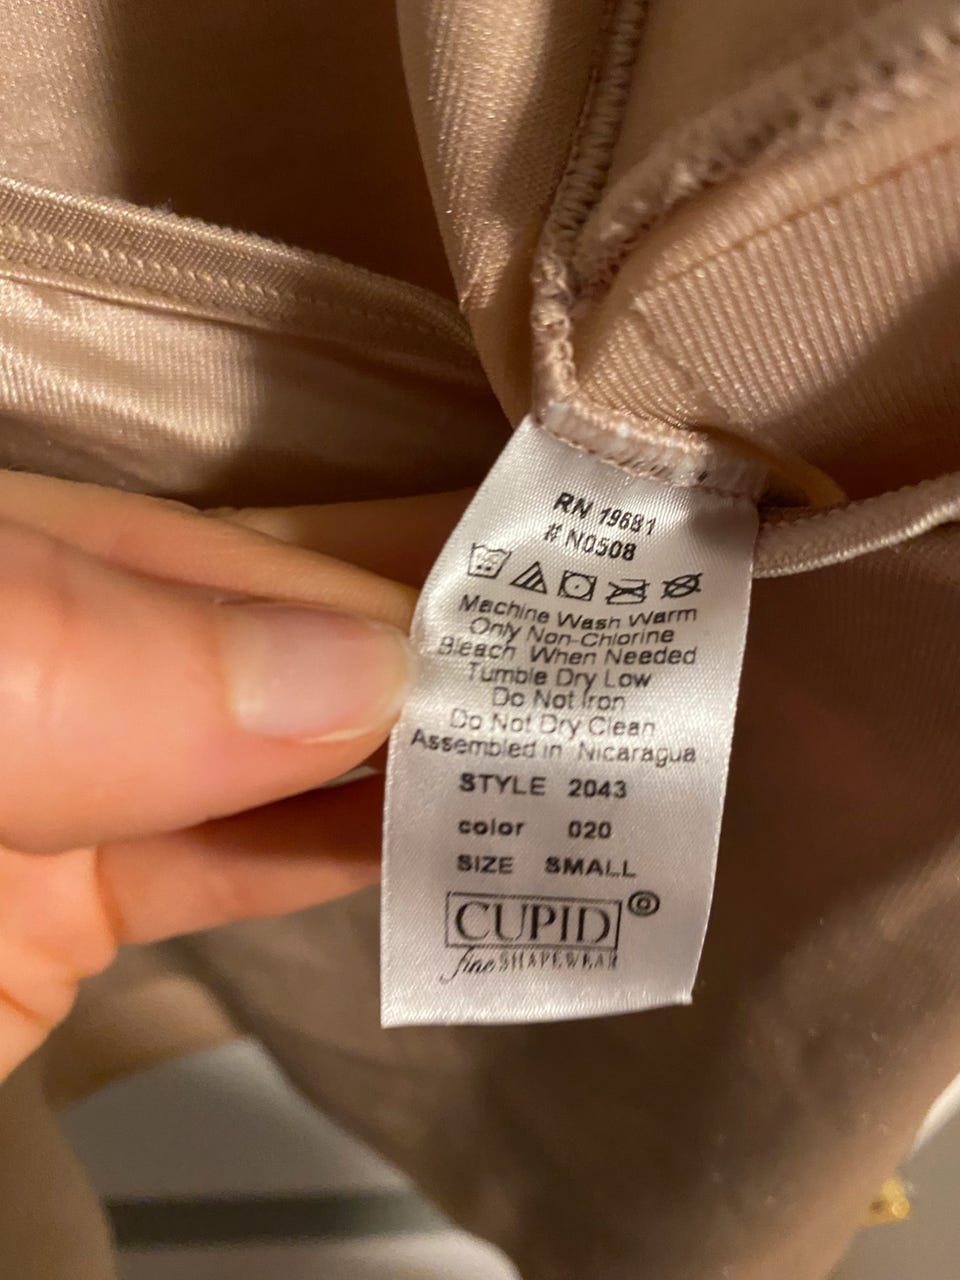 RN 19681
# N0508
Machine Wash Warm
Only Non-Chlorine
Bleach When Needed
Tumble Dry Low
Do Not Iron
Do Not Dry Clean
Assembled in Nicaragua
STYLE 2043
color 020
SIZE SMALL
CUPID®
fine SHAPEWEAR